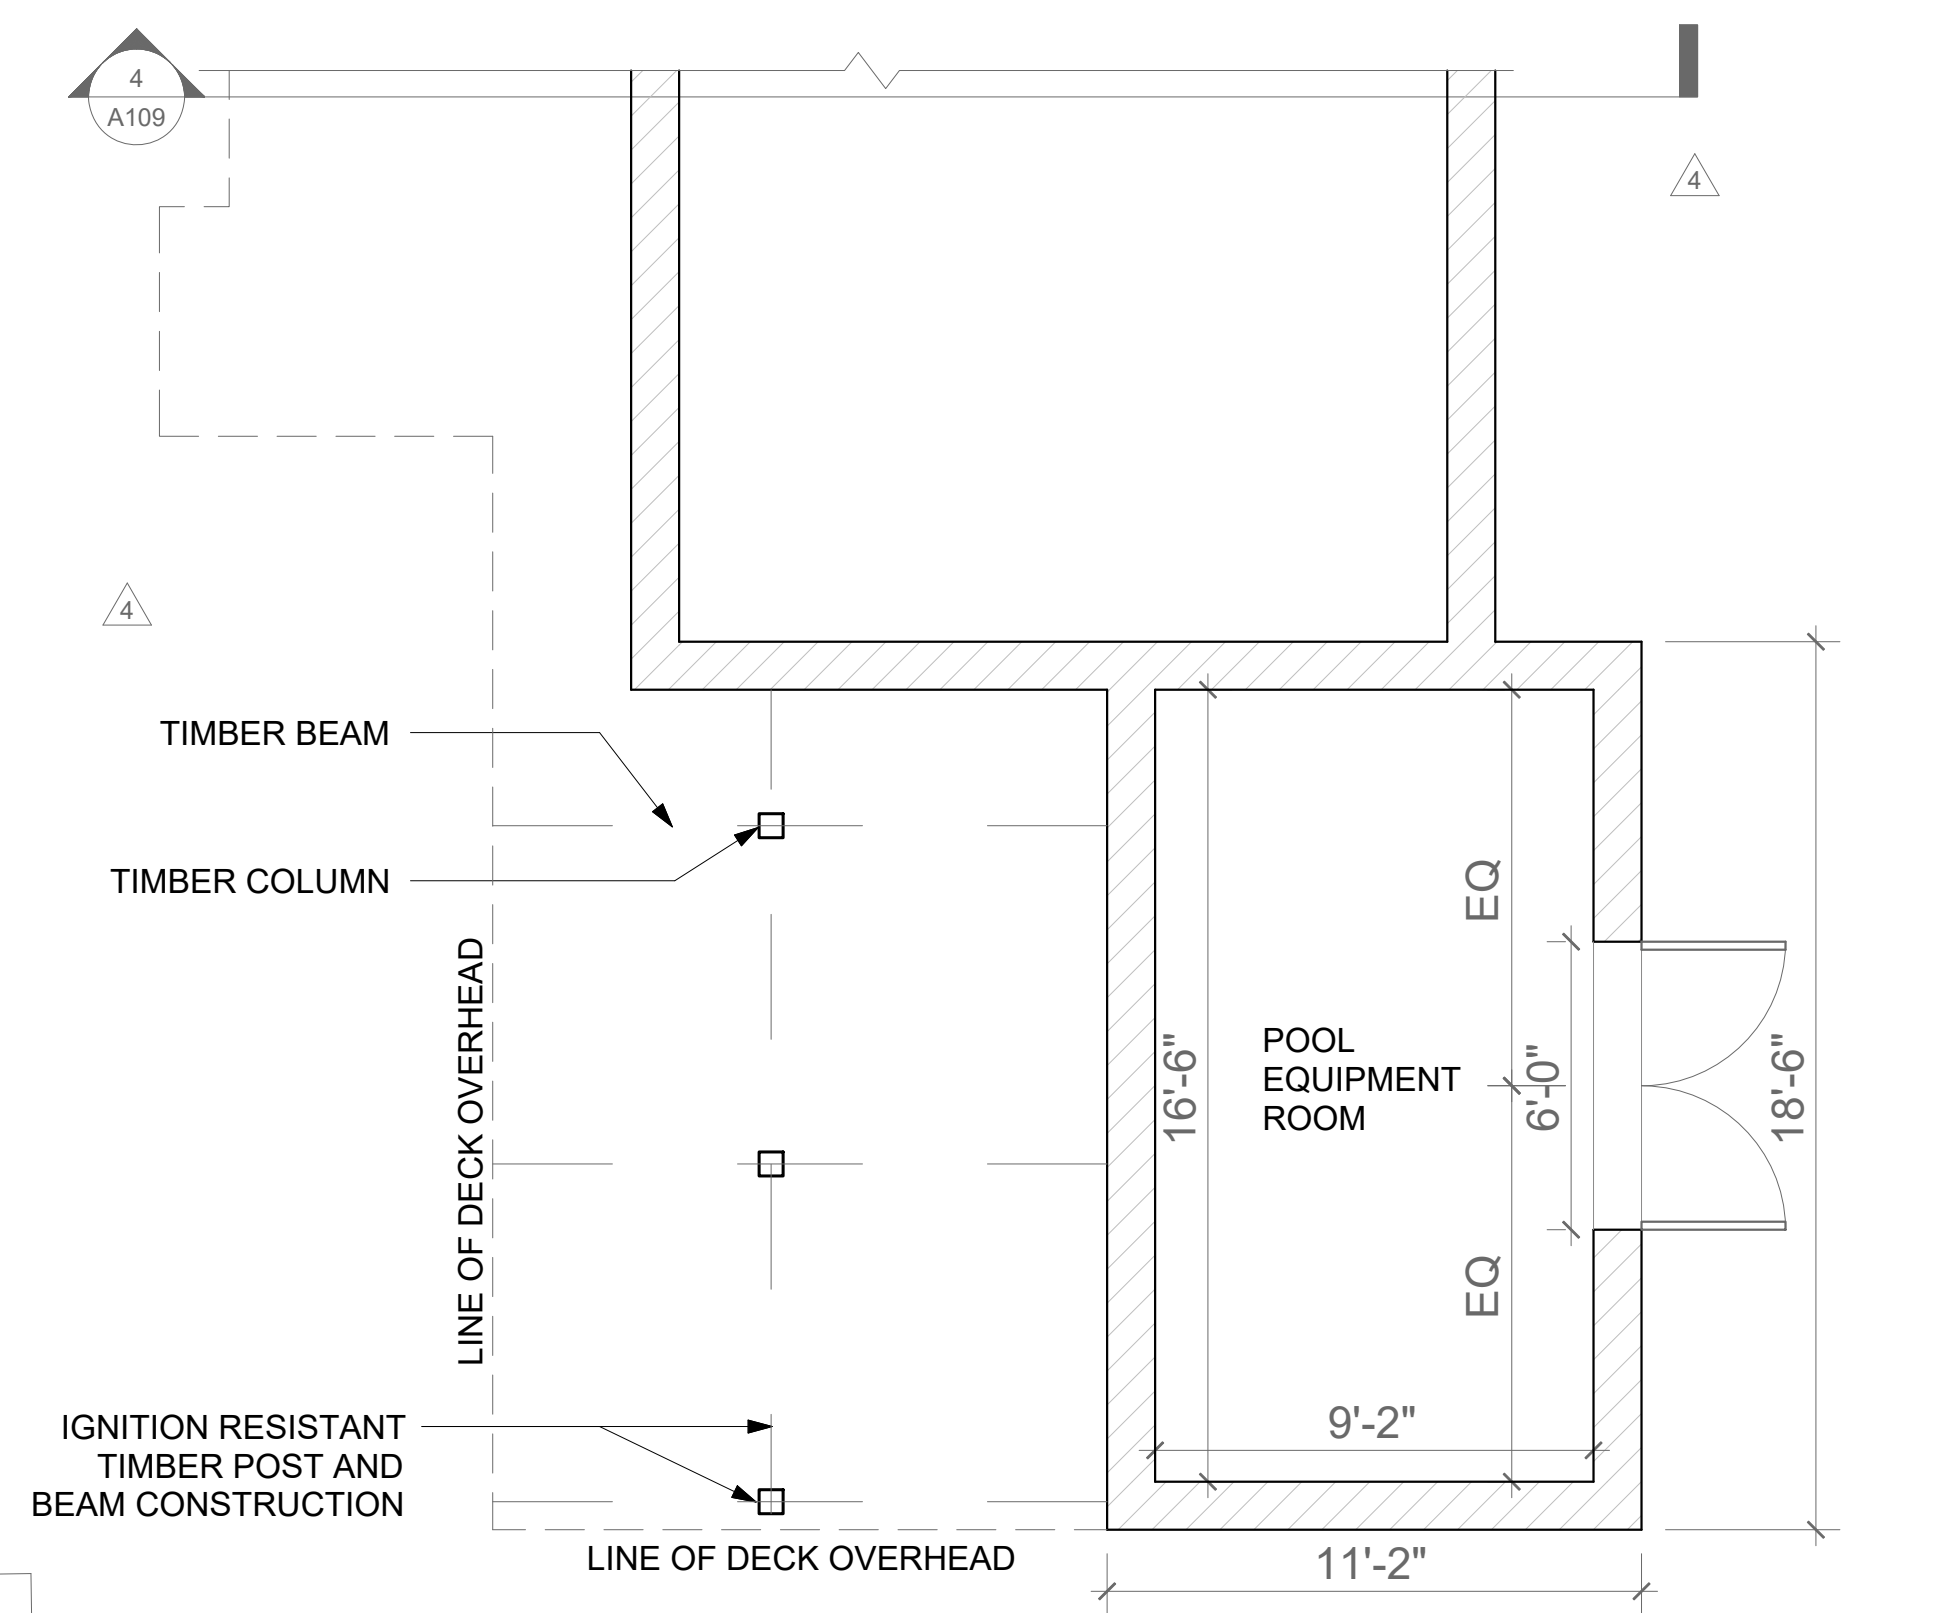 4
A109
4
4
TIMBER BEAM
TIMBER COLUMN
LINE OF DECK OVERHEAD
EQ
16'-6"
POOL
EQUIPMENT
ROOM
6'-0"
18'-6"
EQ
IGNITION RESISTANT
TIMBER POST AND
BEAM CONSTRUCTION
9'-2"
LINE OF DECK OVERHEAD
11'-2"